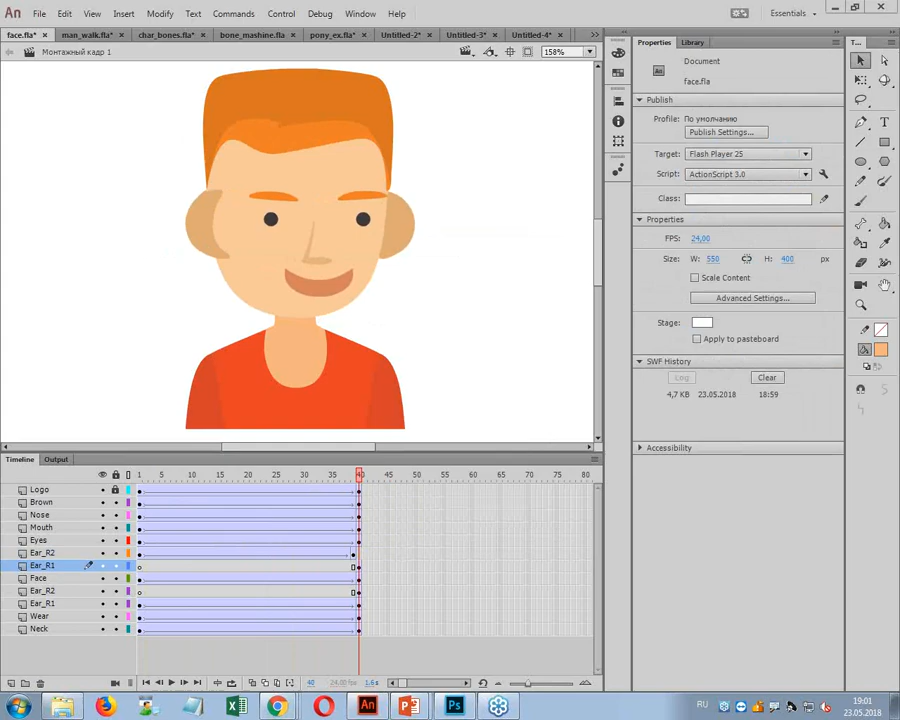 An File Edit View Insert Modify Text Commands Control Debug Window Help Essentials
face.fla* man_walk.fla* char_bones.fla* bone_mashine.fla* pony_ex.fla* Untitled-2* Untitled-3* Untitled-4*
Монтажный кадр 1 158%
Properties Library
T...
An Document
face.fla
Publish
Profile: По умолчанию
Publish Settings...
Target: Flash Player 25
Script: ActionScript 3.0
Class:
Properties
FPS: 24,00
Size: W: 550 H: 400 px
Scale Content
Advanced Settings...
Stage:
Apply to pasteboard
SWF History
Log Clear
4,7 KB 23.05.2018 18:59
Accessibility
Timeline Output
1 5 10 15 20 25 30 35 40 45 50 55 60 65 70 75 80
Logo
Brown
Nose
Mouth
Eyes
Ear_R2
Ear_R1
Face
Ear_R2
Ear_R1
Wear
Neck
40 24.00 fps 1.6s
An Ps
RU 19:01
23.05.2018